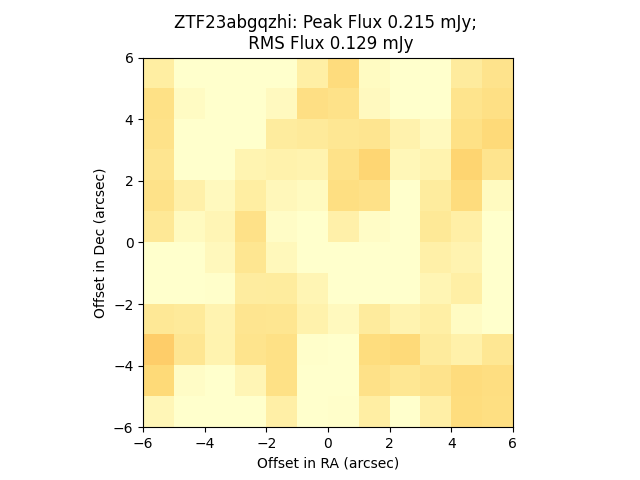 ZTF23abgqzhi: Peak Flux 0.215 mJy;
RMS Flux 0.129 mJy
6
4
2
0
−2
−4
−6
Offset in Dec (arcsec)
−6 −4 −2 0 2 4 6
Offset in RA (arcsec)